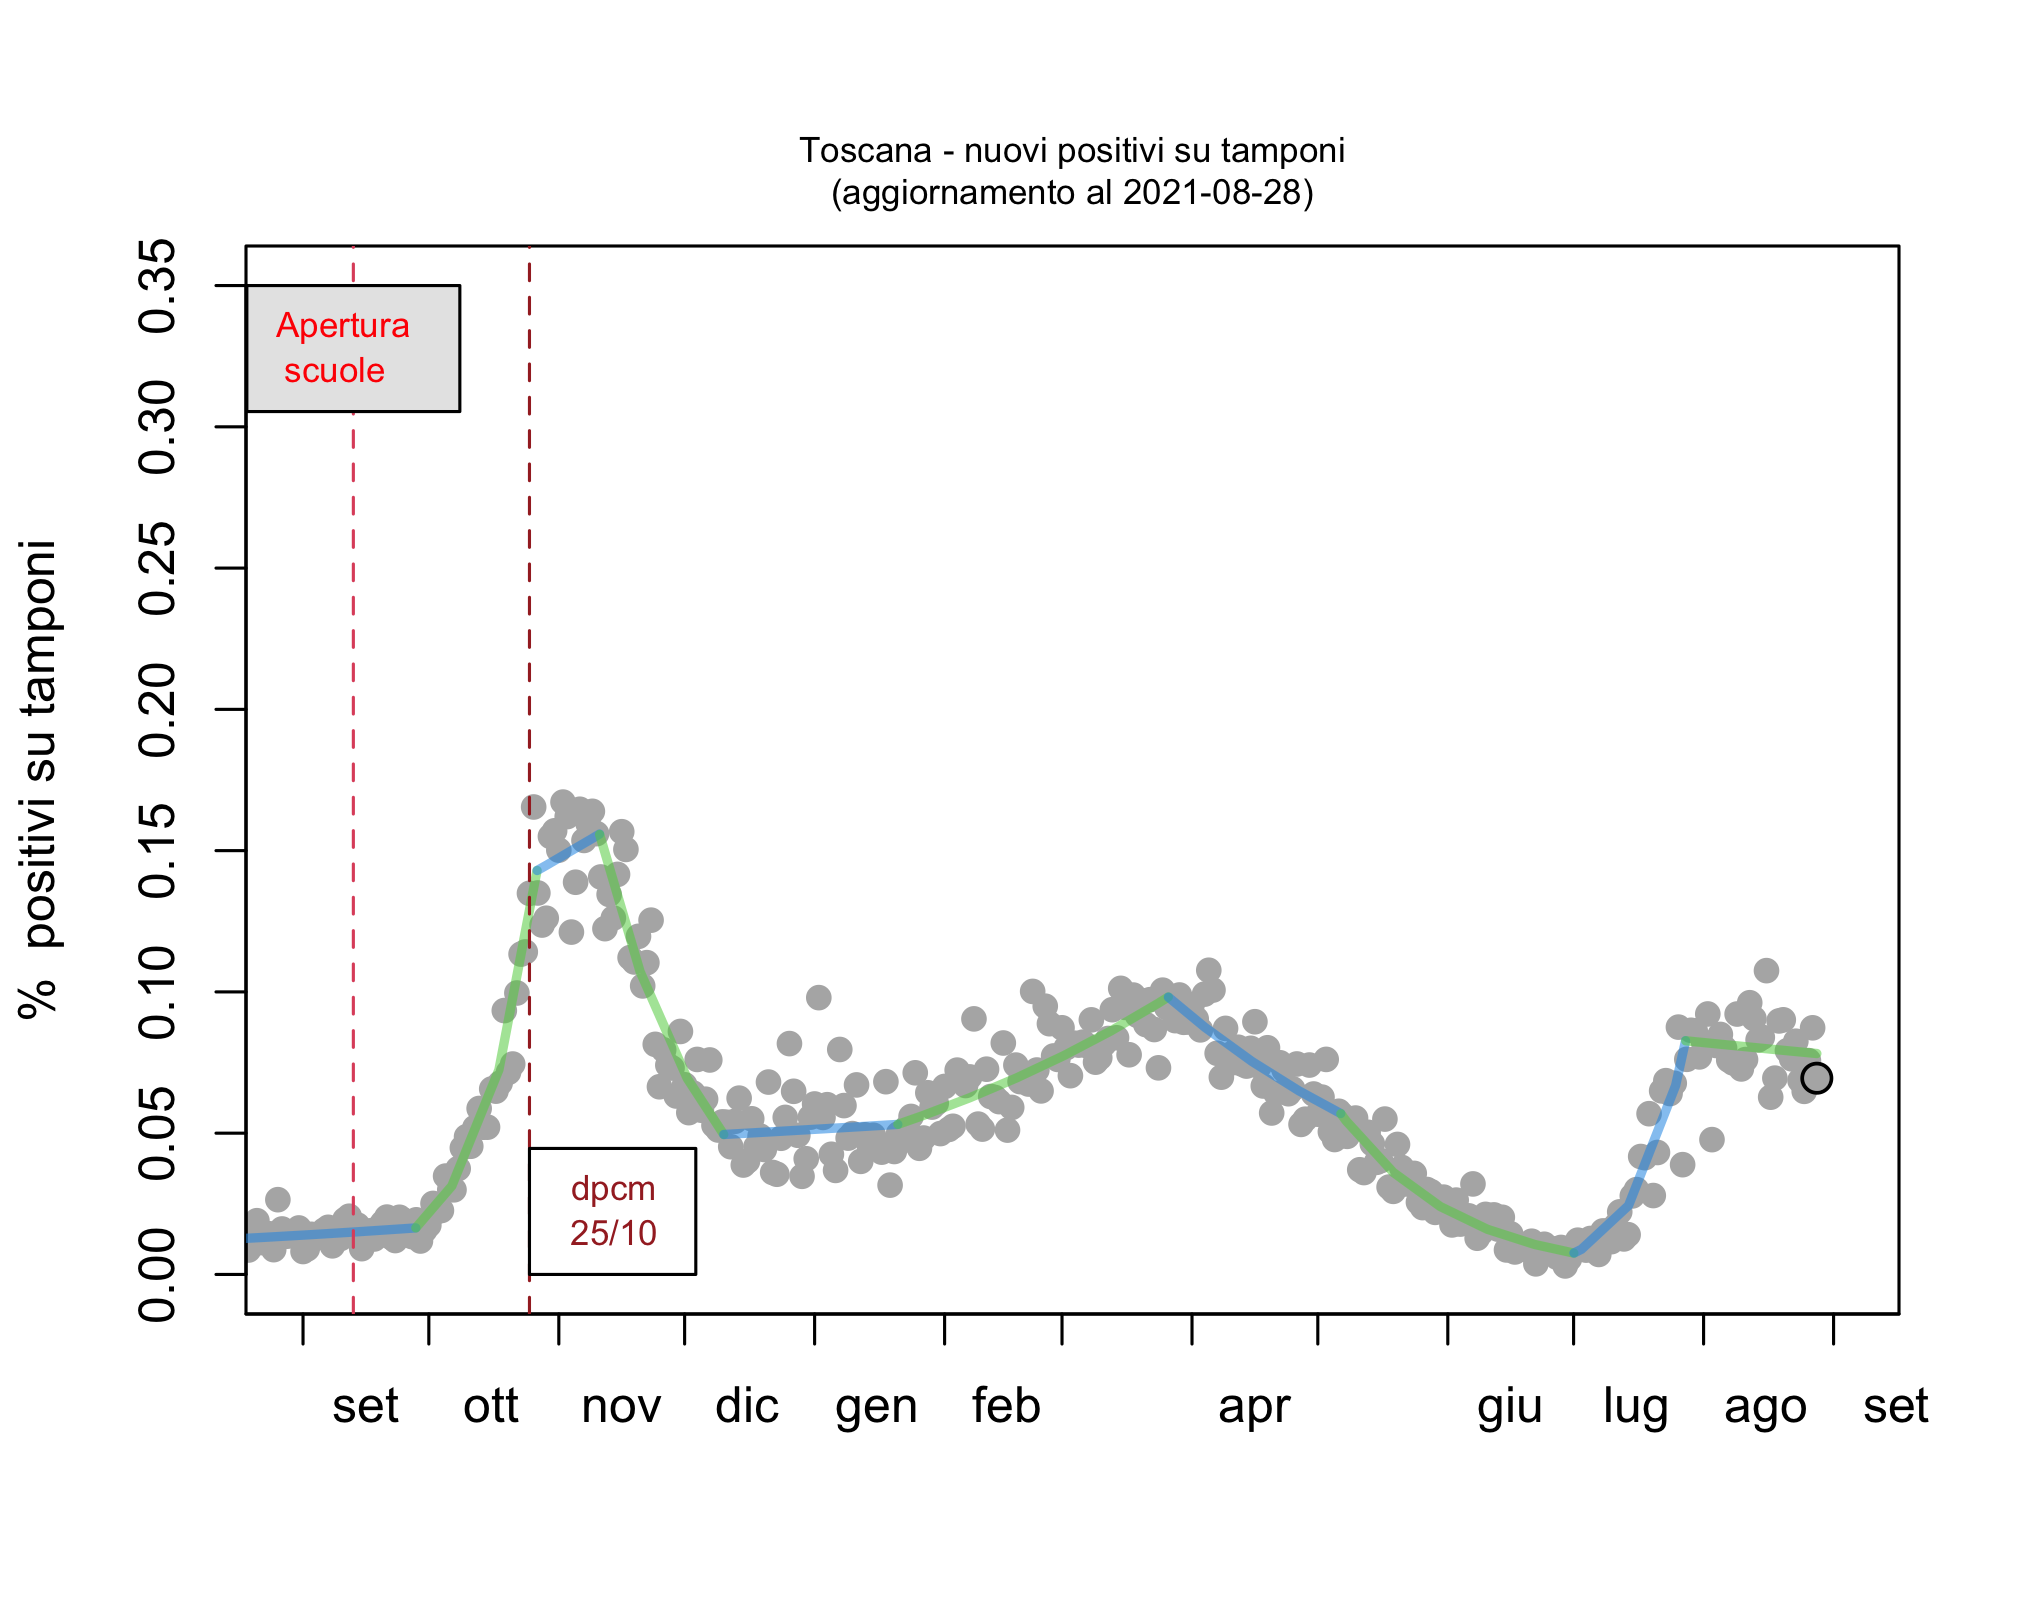 Toscana - nuovi positivi su tamponi
(aggiornamento al 2021-08-28)
% positivi su tamponi
0.35
0.30
0.25
0.20
0.15
0.10
0.05
0.00
Apertura
scuole
dpcm
25/10
set ott nov dic gen feb apr giu lug ago set